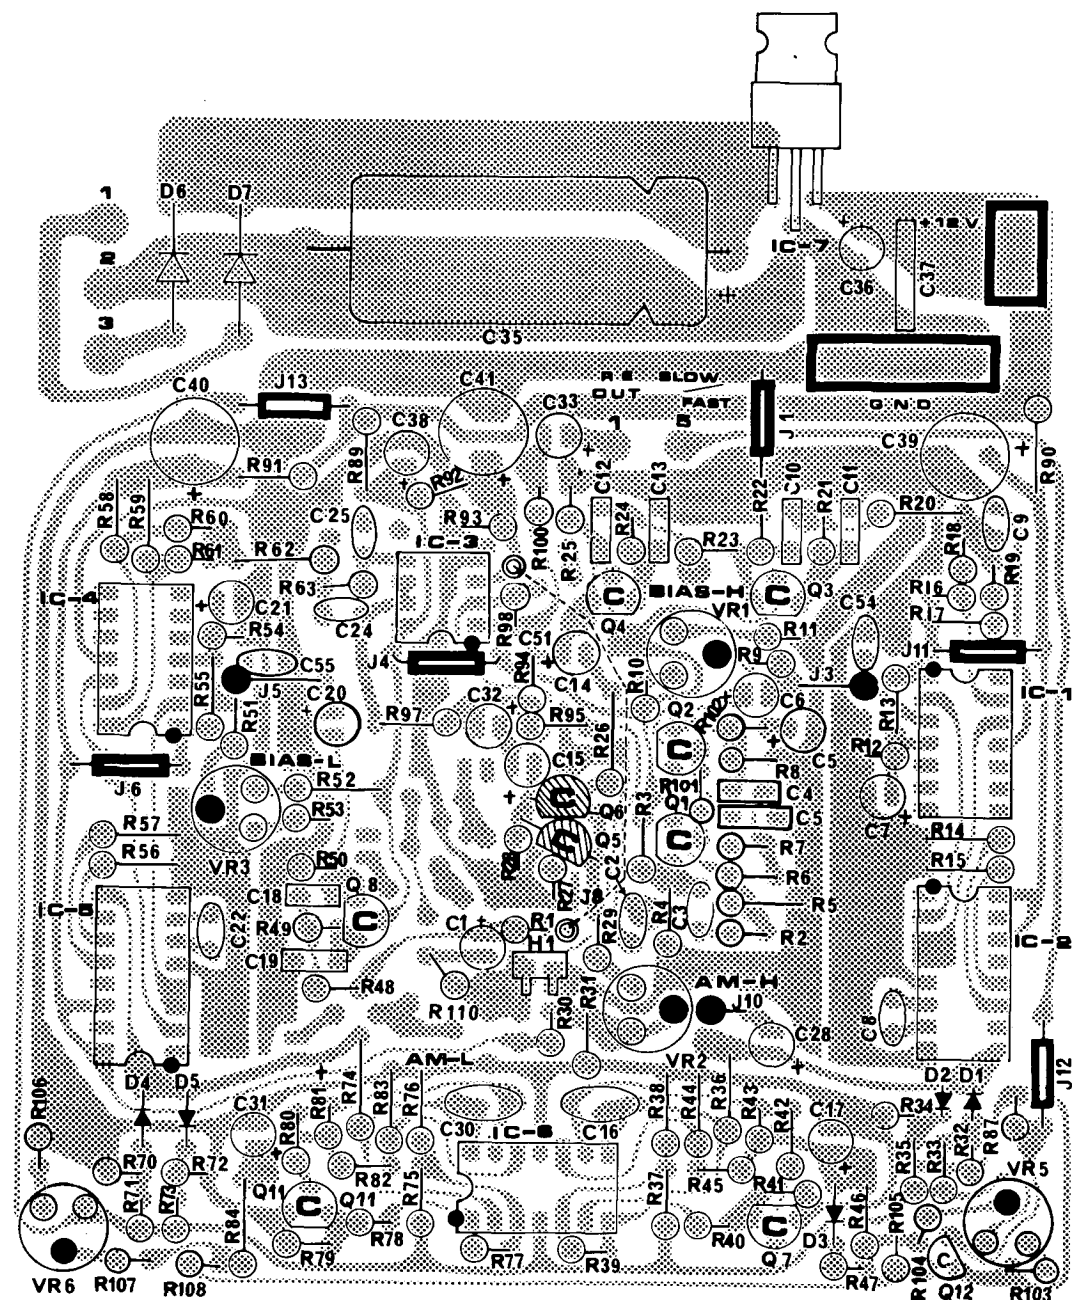 1 D6 D7
IC-7 + +12V
2
C36 C37
3
+
C35
C40 J13 C41 R.S SLOW
OUT FAST
C33 1 5 J1 GND
C38 C39 +
R91 R89 R92 C12 C13 R22 C10 R21 C11 R20 R90
R58 R59 R60 C25 R93 R100 R25 R24 R23 R18 C9
R61 R62 IC-3 R19
IC-4 R63 BIAS-H Q3 R16
C21 C24 R98 Q4 VR1 C54 R17
R54 C51 R11 J11
C55 J4 R94 C14 R10 R9 J3
R55 J5 C20 C32 Q2 R102 C6 R13 IC-1
R51 R97 R95 R26 R12
BIAS-L C15 R8 C5
J6 R52 R101 C4
R53 Q6 R3 Q1 C5 C7
R57 Q5 R7 R14
R56 VR3 R50 C2 R6 R15
IC-5 C18 Q8 R27 J8
C22 R49 C1 + R1 R29 R4 C3 R5
C19 H1 R2 IC-2
R48 R110 R31 AM-H
R30 J10 C8
AM-L VR2 C28
R106 D4 D5 + R81 R74 R83 R76 R38 R44 R36 R43 + D2 D1 J12
C31 R80 C30 IC-6 C16 R42 C17 R34 R87
R70 R72 R82 R75 R37 R45 R41 R35 R33 R32 VR5
R71 R73 Q11 Q11 R46 R105
R84 R78 R40 Q7 D3
VR6 R107 R108 R79 R77 R39 R47 R104 Q12 R103